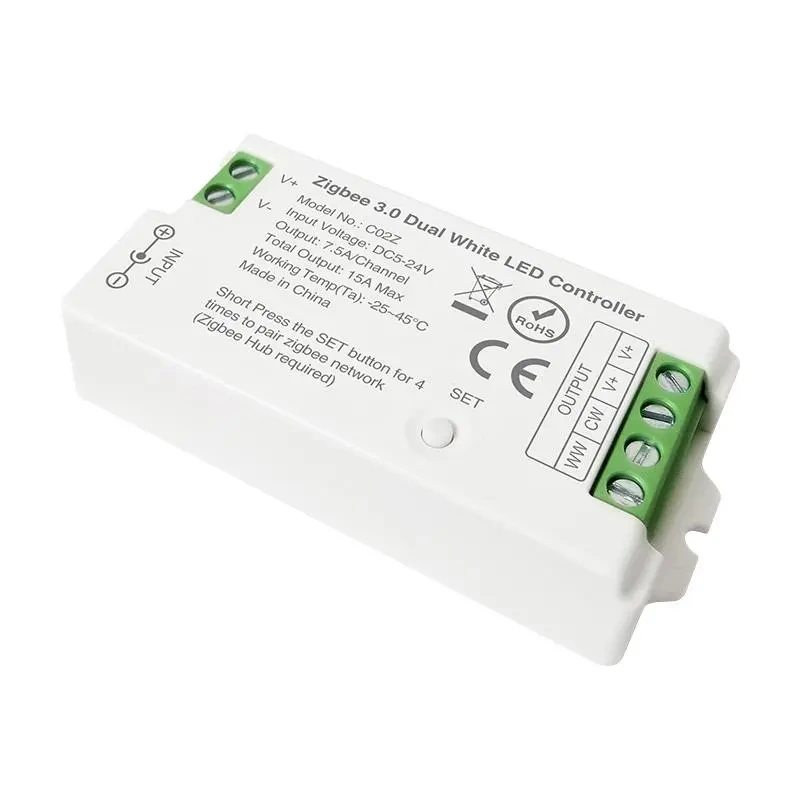 V+
V-
INPUT
Zigbee 3.0 Dual White LED Controller
Model No.: C02Z
Input Voltage: DC5-24V
Output: 7.5A/Channel
Total Output: 15A Max
Working Temp(Ta): -25~45°C
Made in China
Short Press the SET button for 4
times to pair zigbee network
(Zigbee Hub required)
RoHS
CE
SET
OUTPUT
WW CW V+ V+